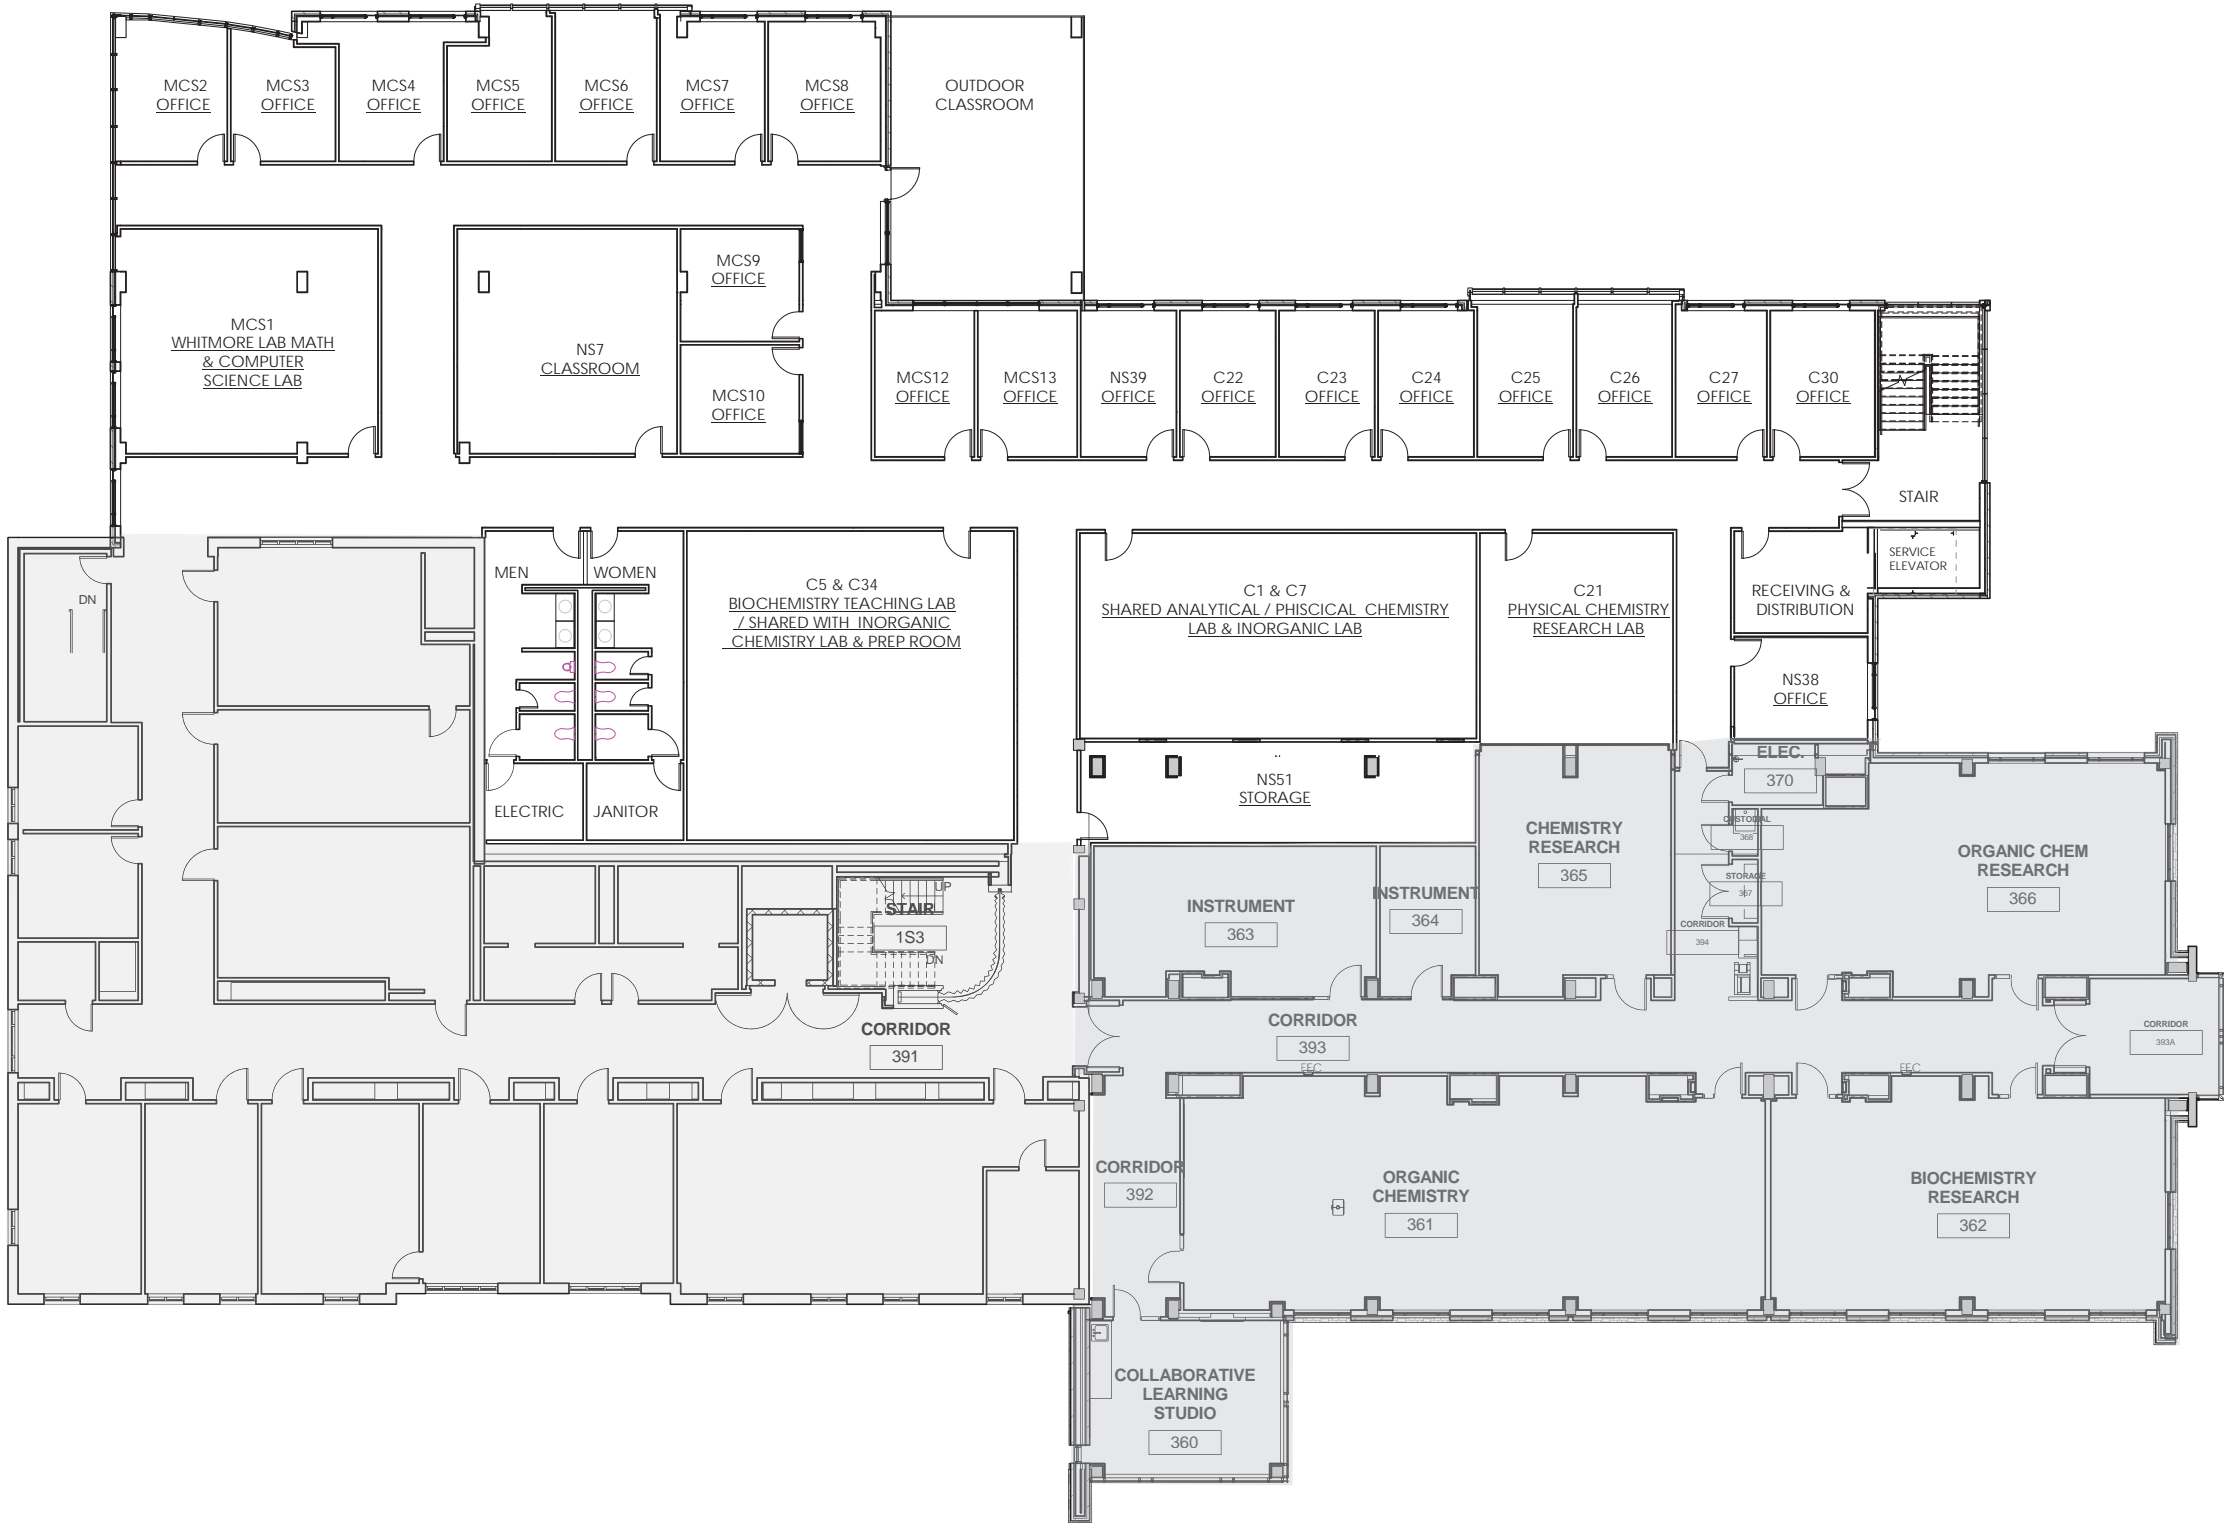 MCS2
OFFICE
MCS3
OFFICE
MCS4
OFFICE
MCS5
OFFICE
MCS6
OFFICE
MCS7
OFFICE
MCS8
OFFICE
OUTDOOR
CLASSROOM
MCS1
WHITMORE LAB MATH
& COMPUTER
SCIENCE LAB
NS7
CLASSROOM
MCS9
OFFICE
MCS10
OFFICE
MCS12
OFFICE
MCS13
OFFICE
NS39
OFFICE
C22
OFFICE
C23
OFFICE
C24
OFFICE
C25
OFFICE
C26
OFFICE
C27
OFFICE
C30
OFFICE
STAIR
SERVICE
ELEVATOR
DN
MEN
WOMEN
C5 & C34
BIOCHEMISTRY TEACHING LAB
/ SHARED WITH INORGANIC
CHEMISTRY LAB & PREP ROOM
C1 & C7
SHARED ANALYTICAL / PHISCICAL CHEMISTRY
LAB & INORGANIC LAB
C21
PHYSICAL CHEMISTRY
RESEARCH LAB
RECEIVING &
DISTRIBUTION
NS38
OFFICE
ELECTRIC
JANITOR
NS51
STORAGE
ELEC.
370
CUSTODIAL
368
STORAGE
367
CORRIDOR
394
CHEMISTRY
RESEARCH
365
ORGANIC CHEM
RESEARCH
366
INSTRUMENT
363
INSTRUMENT
364
UP
STAIR
1S3
DN
CORRIDOR
391
CORRIDOR
393
FEC
FEC
CORRIDOR
393A
CORRIDOR
392
ORGANIC
CHEMISTRY
361
BIOCHEMISTRY
RESEARCH
362
COLLABORATIVE
LEARNING
STUDIO
360